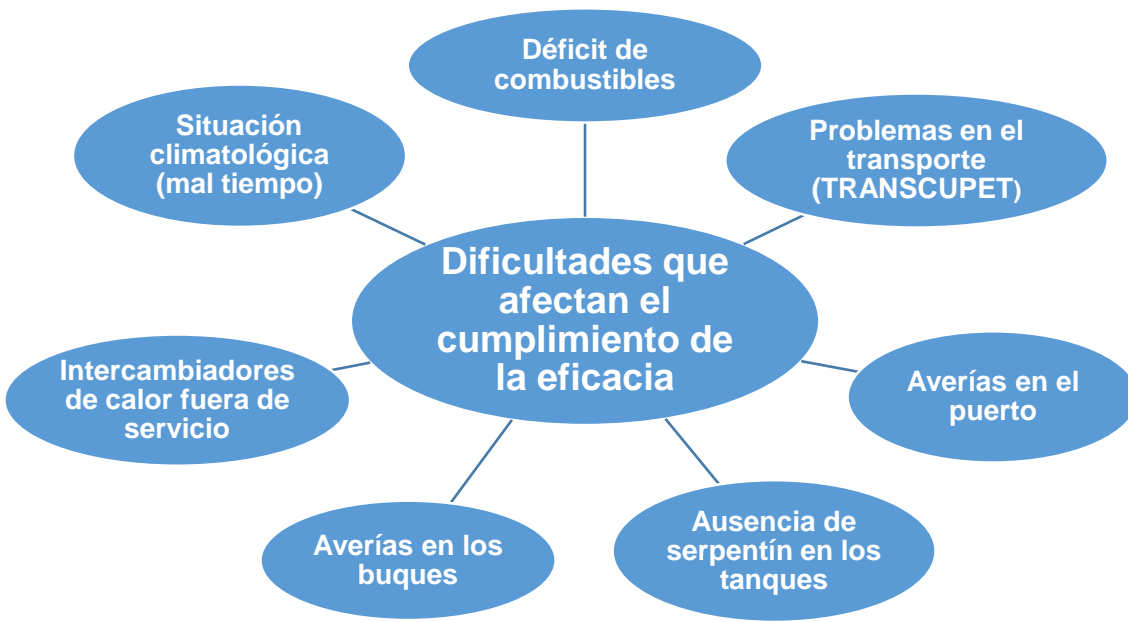 Déficit de
combustibles
Situación
climatológica
(mal tiempo)
Problemas en el
transporte
(TRANSCUPET)
Dificultades que
afectan el
cumplimiento de
la eficacia
Intercambiadores
de calor fuera de
servicio
Averías en el
puerto
Averías en los
buques
Ausencia de
serpentín en los
tanques